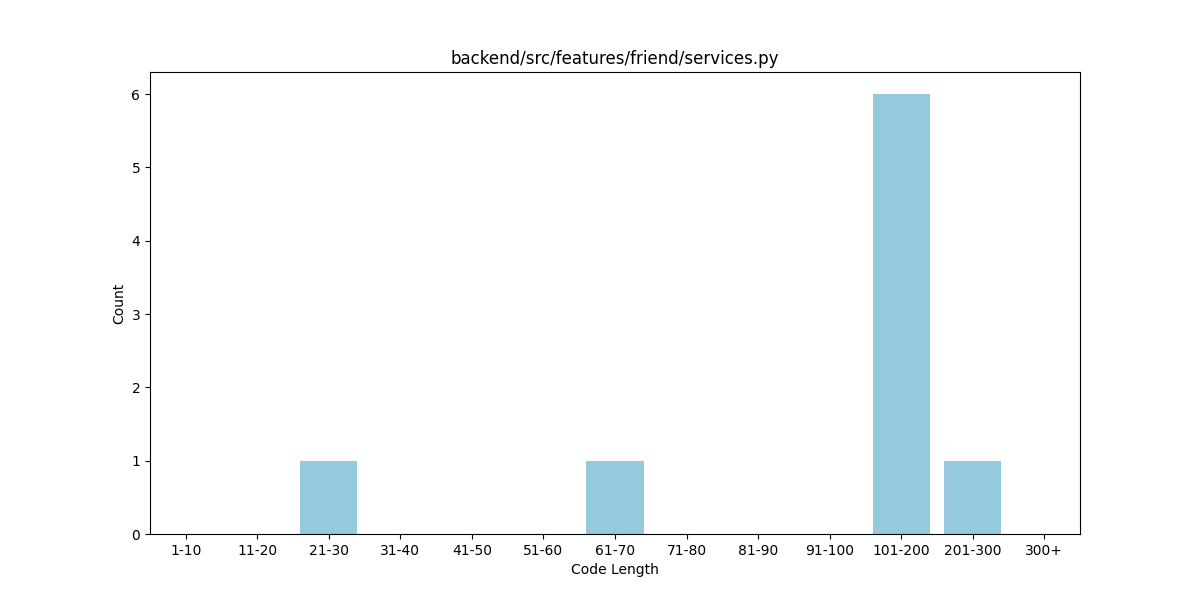 backend/src/features/friend/services.py
Count
6
5
4
3
2
1
0
1-10 11-20 21-30 31-40 41-50 51-60 61-70 71-80 81-90 91-100 101-200 201-300 300+
Code Length